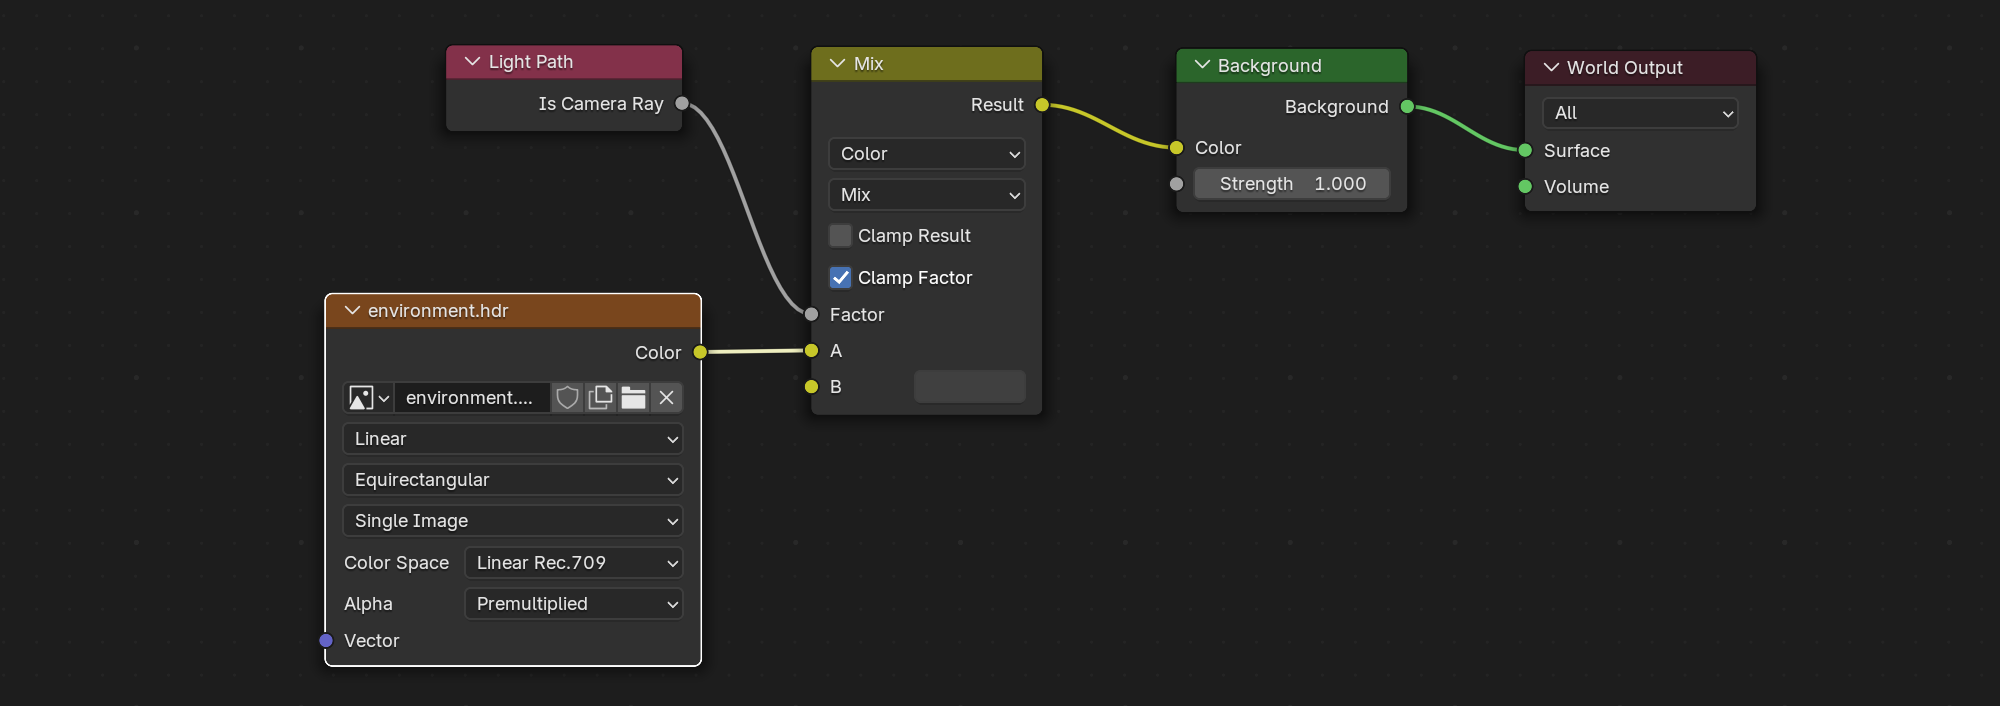 Light Path
Is Camera Ray
environment.hdr
Color
environment....
Linear
Equirectangular
Single Image
Color Space Linear Rec.709
Alpha Premultiplied
Vector
Mix
Result
Color
Mix
Clamp Result
Clamp Factor
Factor
A
B
Background
Background
Color
Strength 1.000
World Output
All
Surface
Volume